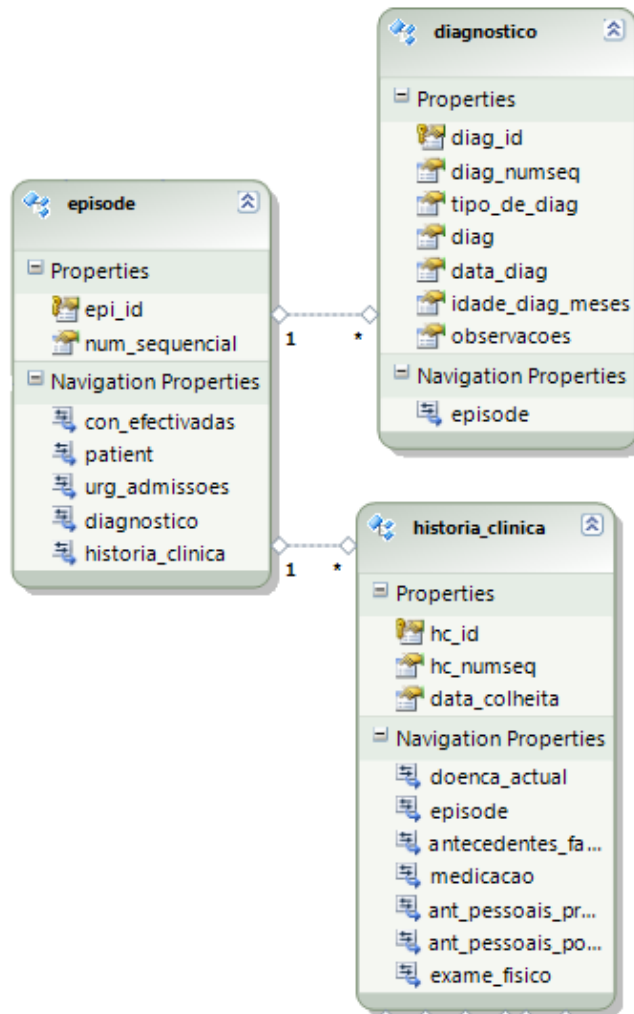 diagnostico
Properties
diag_id
diag_numseq
tipo_de_diag
diag
data_diag
idade_diag_meses
observacoes
Navigation Properties
episode
episode
Properties
epi_id
num_sequencial
Navigation Properties
con_efectivadas
patient
urg_admissoes
diagnostico
historia_clinica
1 *
1 *
historia_clinica
Properties
hc_id
hc_numseq
data_colheita
Navigation Properties
doenca_actual
episode
antecedentes_fa...
medicacao
ant_pessoais_pr...
ant_pessoais_po...
exame_fisico